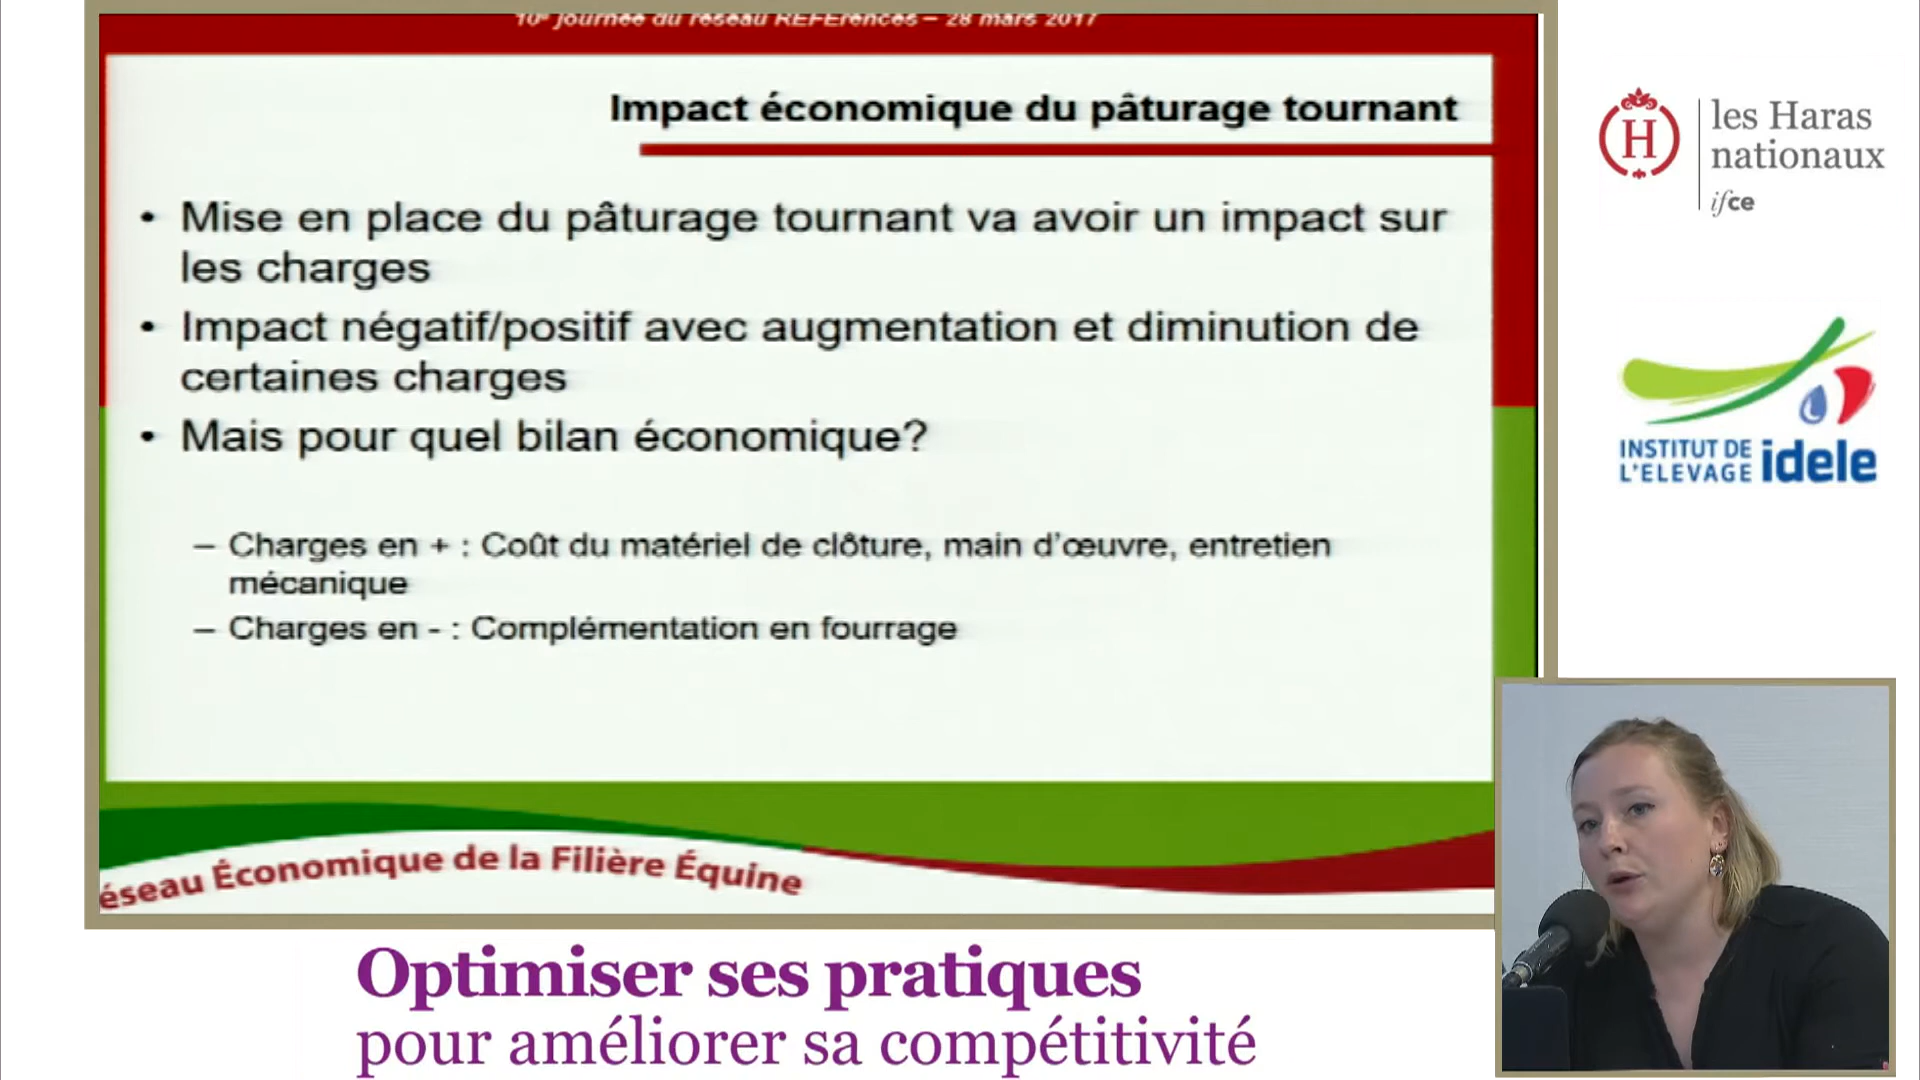 10e Journée du réseau REFErences – 28 mars 2017
Impact économique du pâturage tournant
• Mise en place du pâturage tournant va avoir un impact sur
les charges
• Impact négatif/positif avec augmentation et diminution de
certaines charges
• Mais pour quel bilan économique?
– Charges en + : Coût du matériel de clôture, main d'œuvre, entretien
mécanique
– Charges en - : Complémentation en fourrage
éseau Économique de la Filière Équine
Optimiser ses pratiques
pour améliorer sa compétitivité
H
les Haras
nationaux
ifce
INSTITUT DE
L'ELEVAGE idele